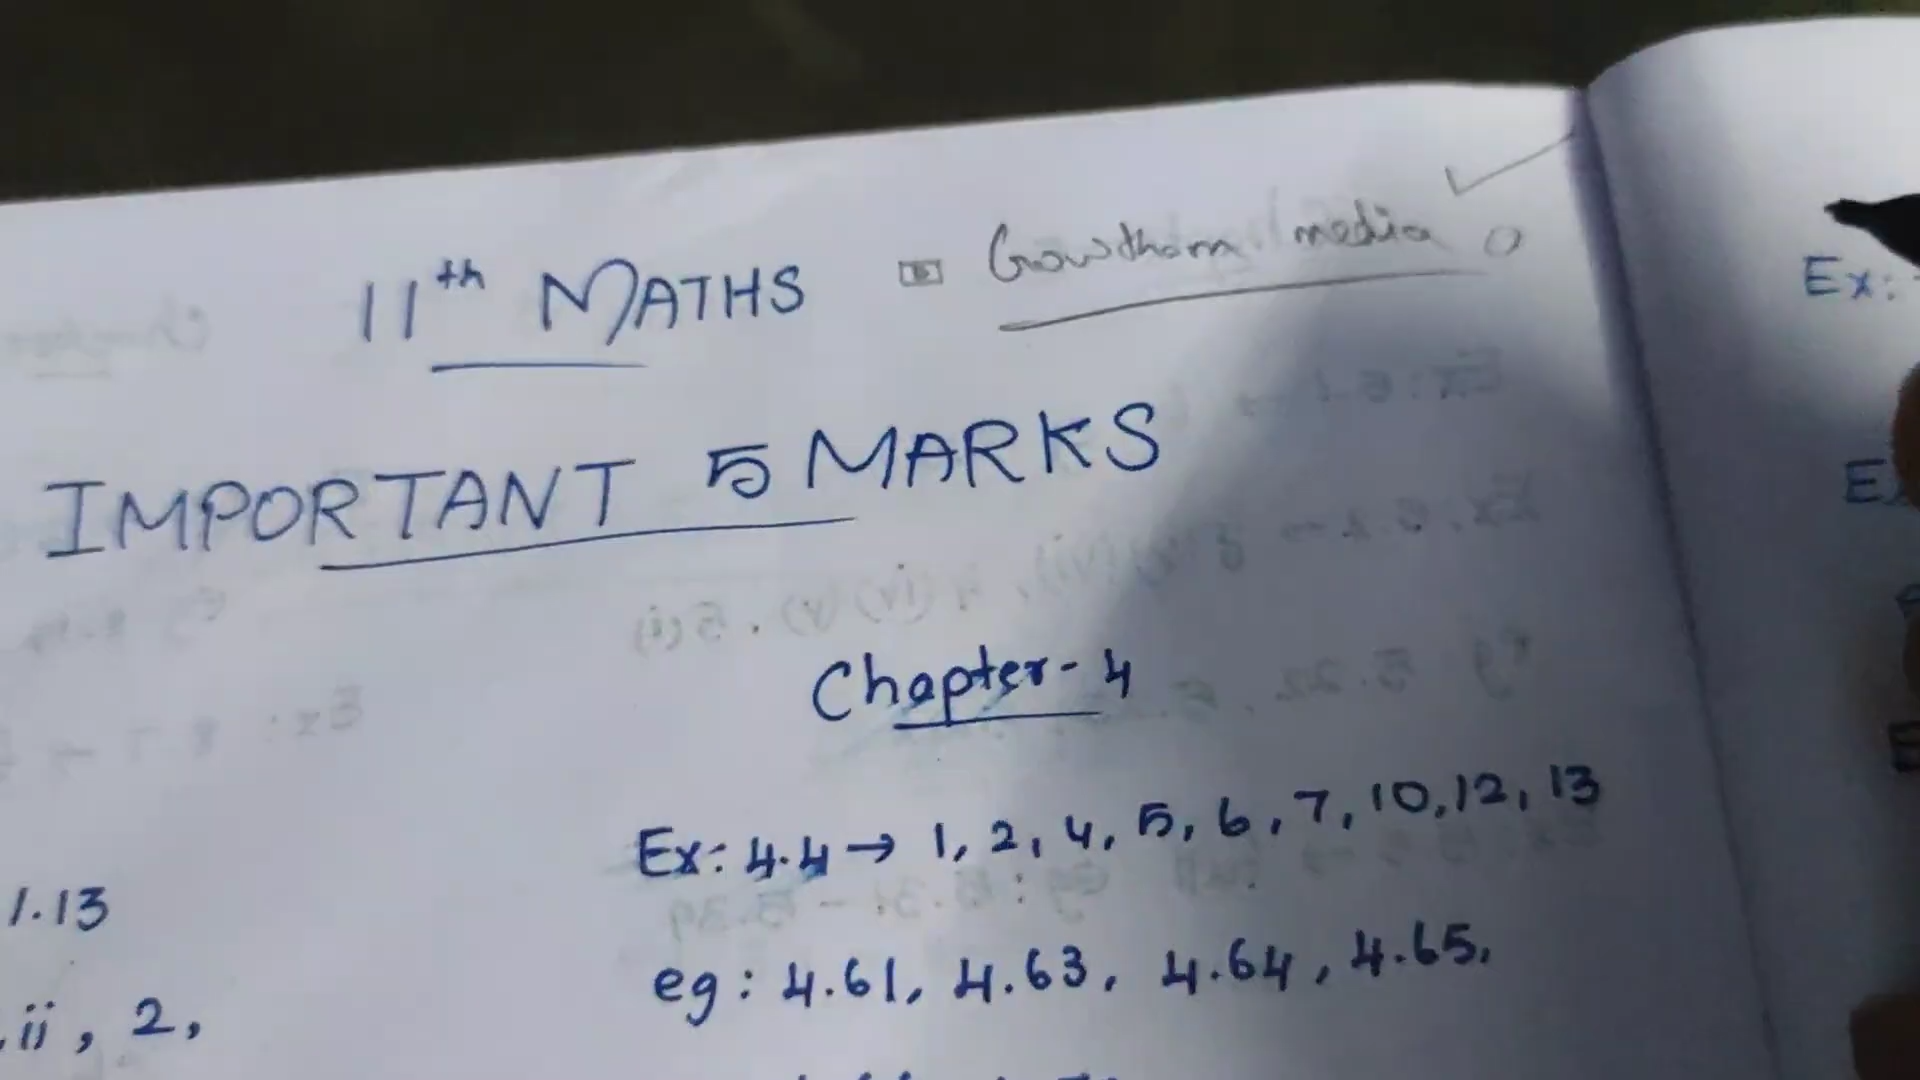 11th MATHS
Gowtham media
IMPORTANT 5 MARKS
Chapter-4
Ex: 4.4 → 1, 2, 4, 5, 6, 7, 10, 12, 13
eg: 4.61, 4.63, 4.64, 4.65,
1.13
ii, 2,
Ex: